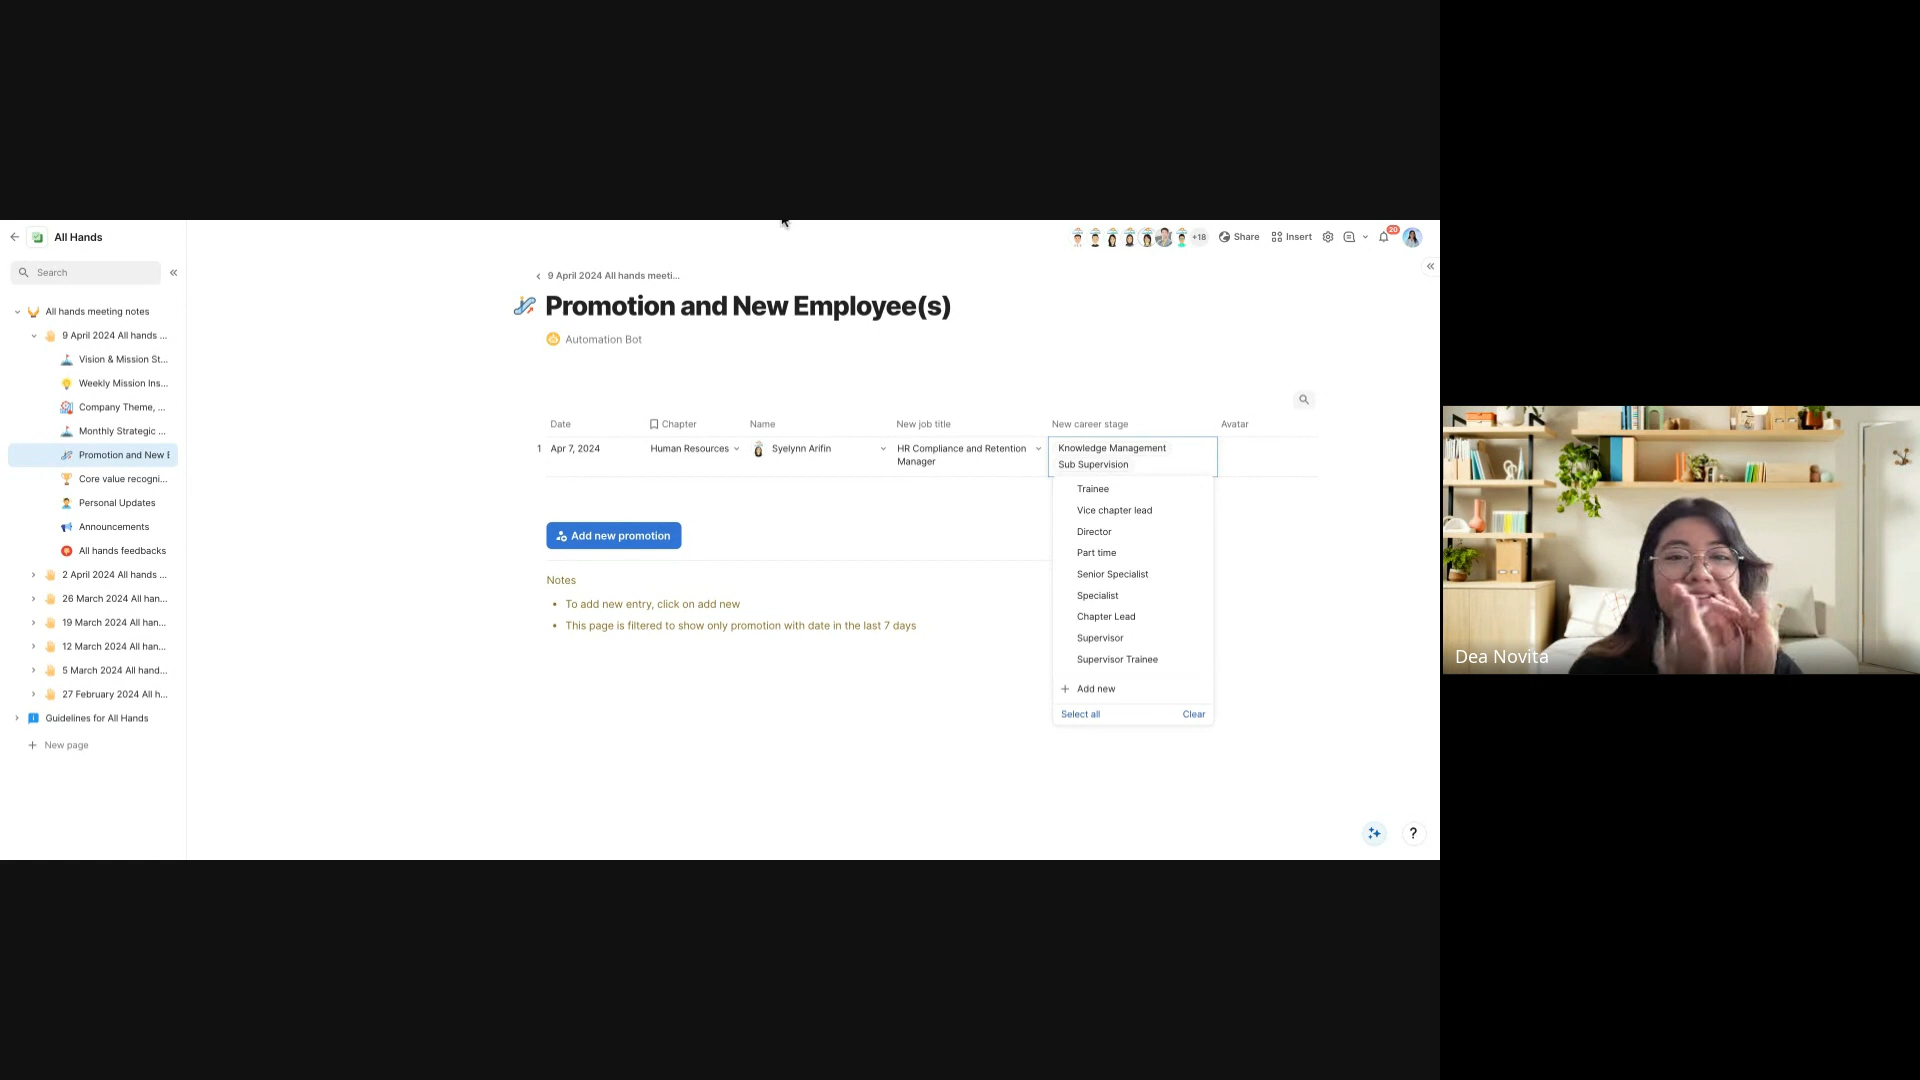 All Hands
Search
All hands meeting notes
9 April 2024 All hands ...
Vision & Mission St...
Weekly Mission Ins...
Company Theme, ...
Monthly Strategic ...
Promotion and New E
Core value recogni...
Personal Updates
Announcements
All hands feedbacks
2 April 2024 All hands ...
26 March 2024 All han...
19 March 2024 All han...
12 March 2024 All han...
5 March 2024 All hand...
27 February 2024 All h...
Guidelines for All Hands
New page
+18 Share Insert 20
9 April 2024 All hands meeti...
Promotion and New Employee(s)
Automation Bot
Date Chapter Name New job title New career stage Avatar
1 Apr 7, 2024 Human Resources Syelynn Arifin HR Compliance and Retention Knowledge Management
Manager Sub Supervision
Trainee
Vice chapter lead
Director
Part time
Senior Specialist
Specialist
Chapter Lead
Supervisor
Supervisor Trainee
Add new
Select all Clear
Add new promotion
Notes
• To add new entry, click on add new
• This page is filtered to show only promotion with date in the last 7 days
?
Dea Novita